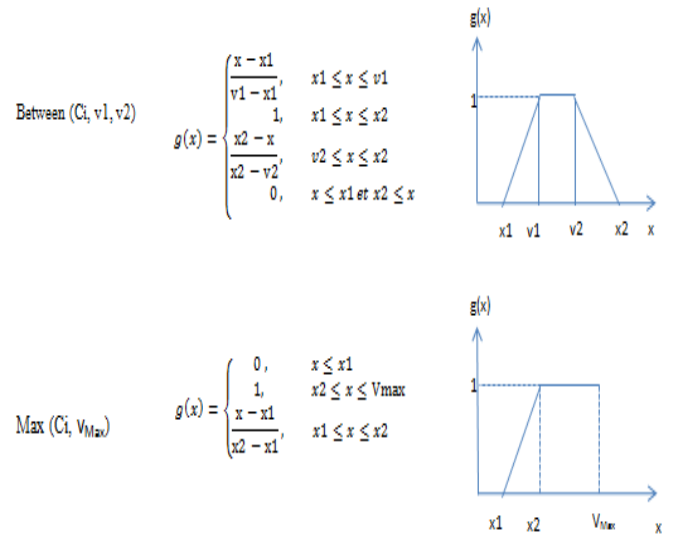 Between (Ci, v1, v2)
g(x) = { (x − x1)/(v1 − x1), x1 ≤ x ≤ v1
1, x1 ≤ x ≤ x2
(x2 − x)/(x2 − v2), v2 ≤ x ≤ x2
0, x ≤ x1 et x2 ≤ x
g(x)
1
x1 v1 v2 x2 x
Max (Ci, VMax)
g(x) = { 0, x ≤ x1
1, x2 ≤ x ≤ Vmax
(x − x1)/(x2 − x1), x1 ≤ x ≤ x2
g(x)
1
x1 x2 VMax x